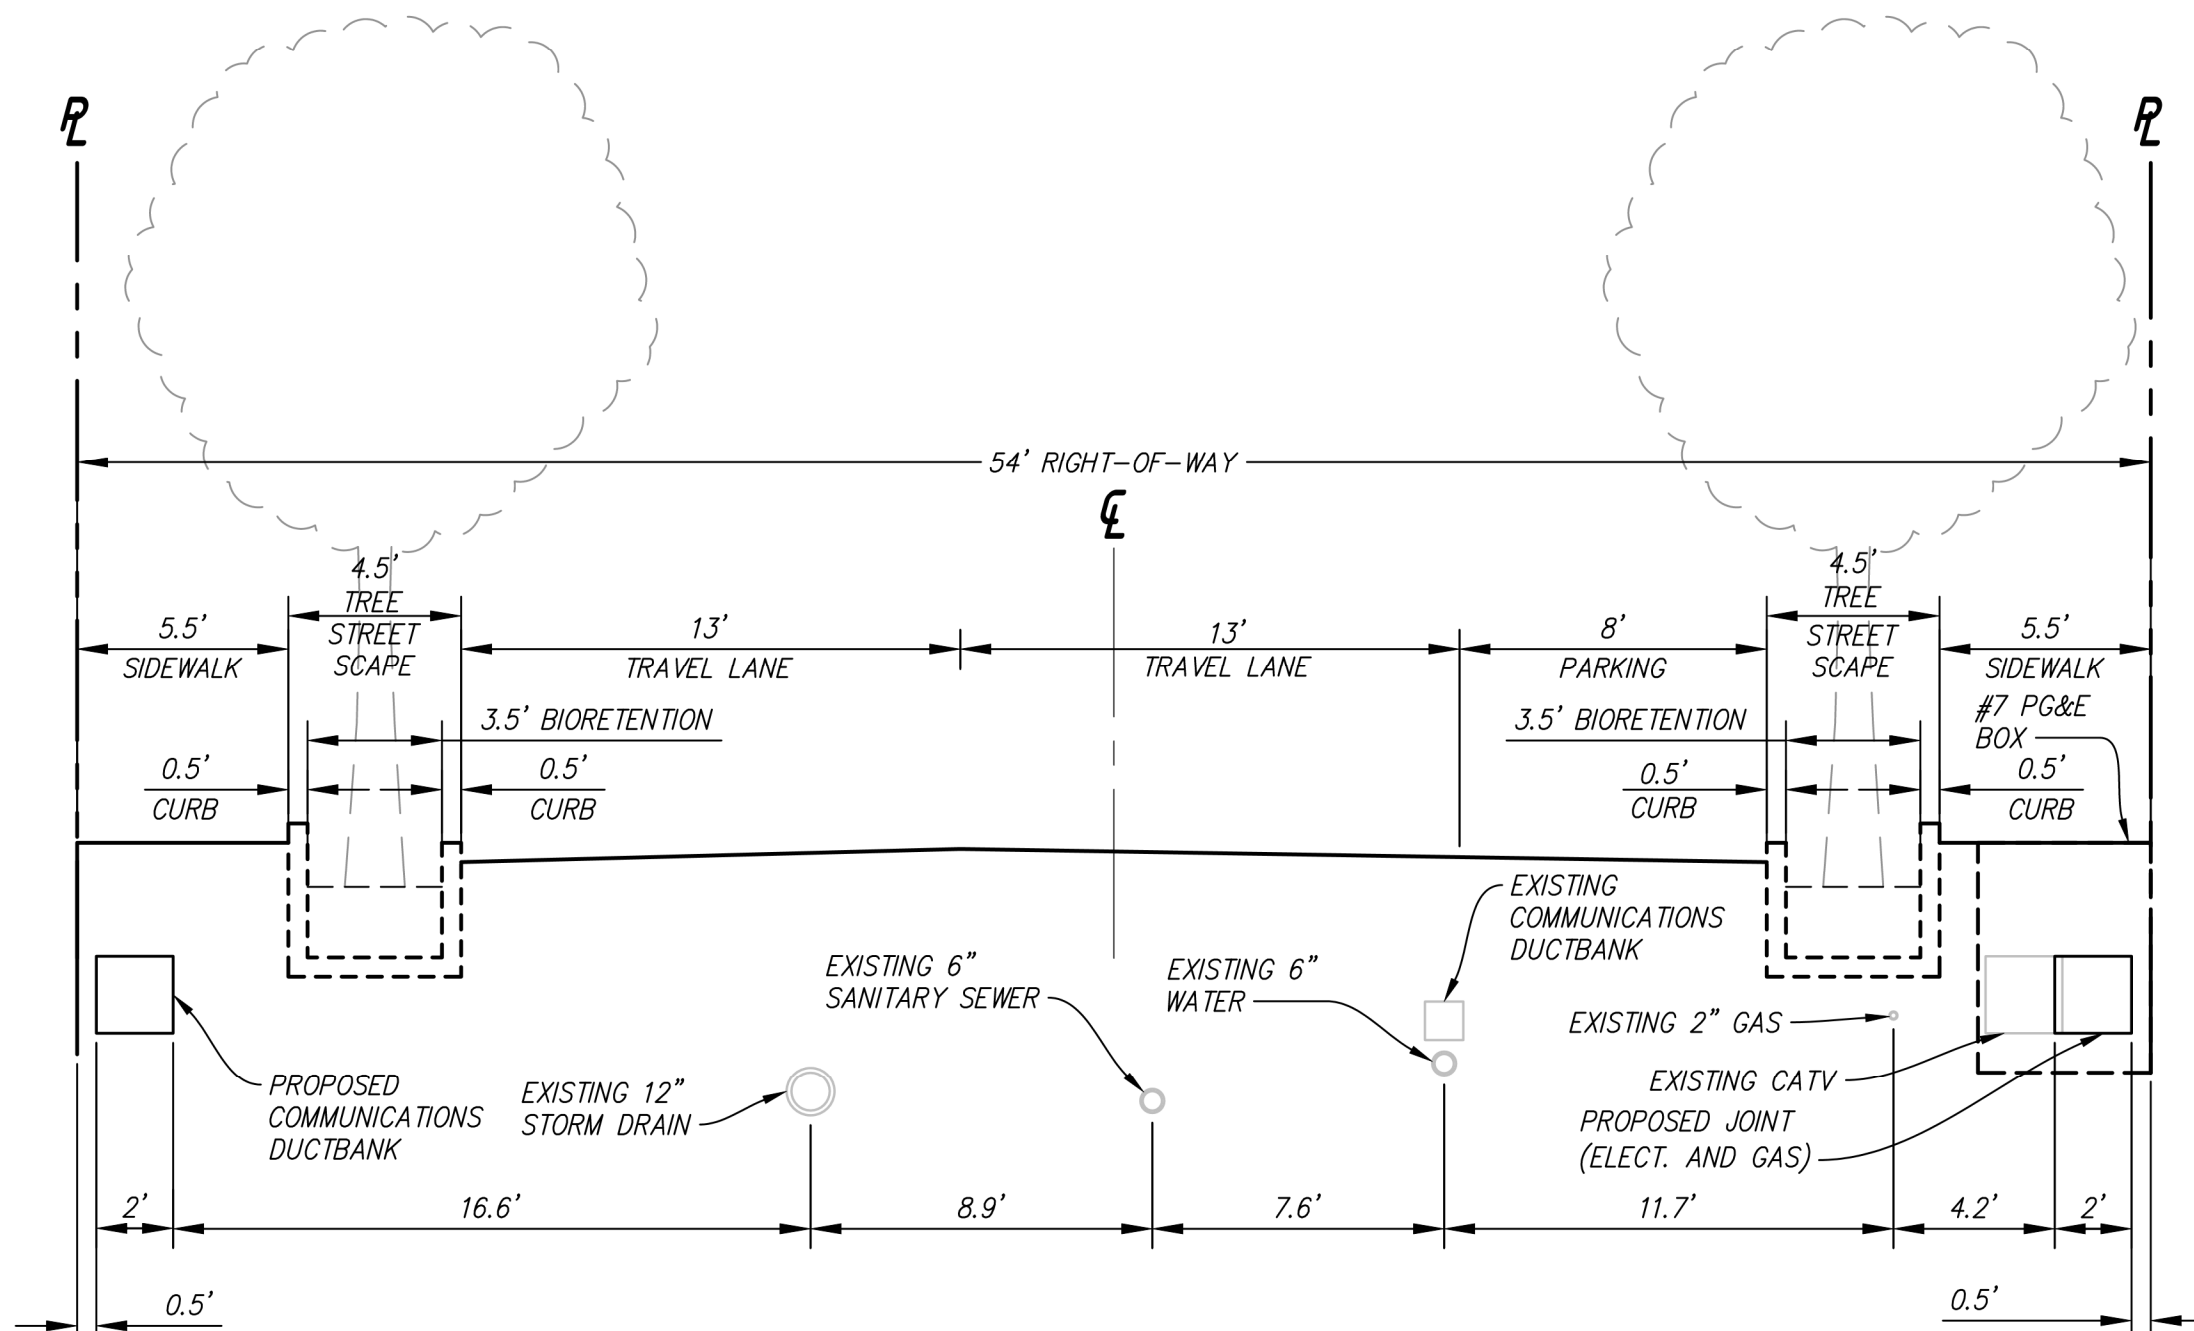 PL
PL
54' RIGHT-OF-WAY
CL
4.5'
TREE
STREET
SCAPE
4.5'
TREE
STREET
SCAPE
5.5'
SIDEWALK
13'
TRAVEL LANE
13'
TRAVEL LANE
8'
PARKING
5.5'
SIDEWALK
3.5' BIORETENTION
3.5' BIORETENTION
#7 PG&E
BOX
0.5'
CURB
0.5'
CURB
0.5'
CURB
0.5'
CURB
EXISTING
COMMUNICATIONS
DUCTBANK
EXISTING 6"
SANITARY SEWER
EXISTING 6"
WATER
EXISTING 2" GAS
PROPOSED
COMMUNICATIONS
DUCTBANK
EXISTING 12"
STORM DRAIN
EXISTING CATV
PROPOSED JOINT
(ELECT. AND GAS)
2'
16.6'
8.9'
7.6'
11.7'
4.2'
2'
0.5'
0.5'